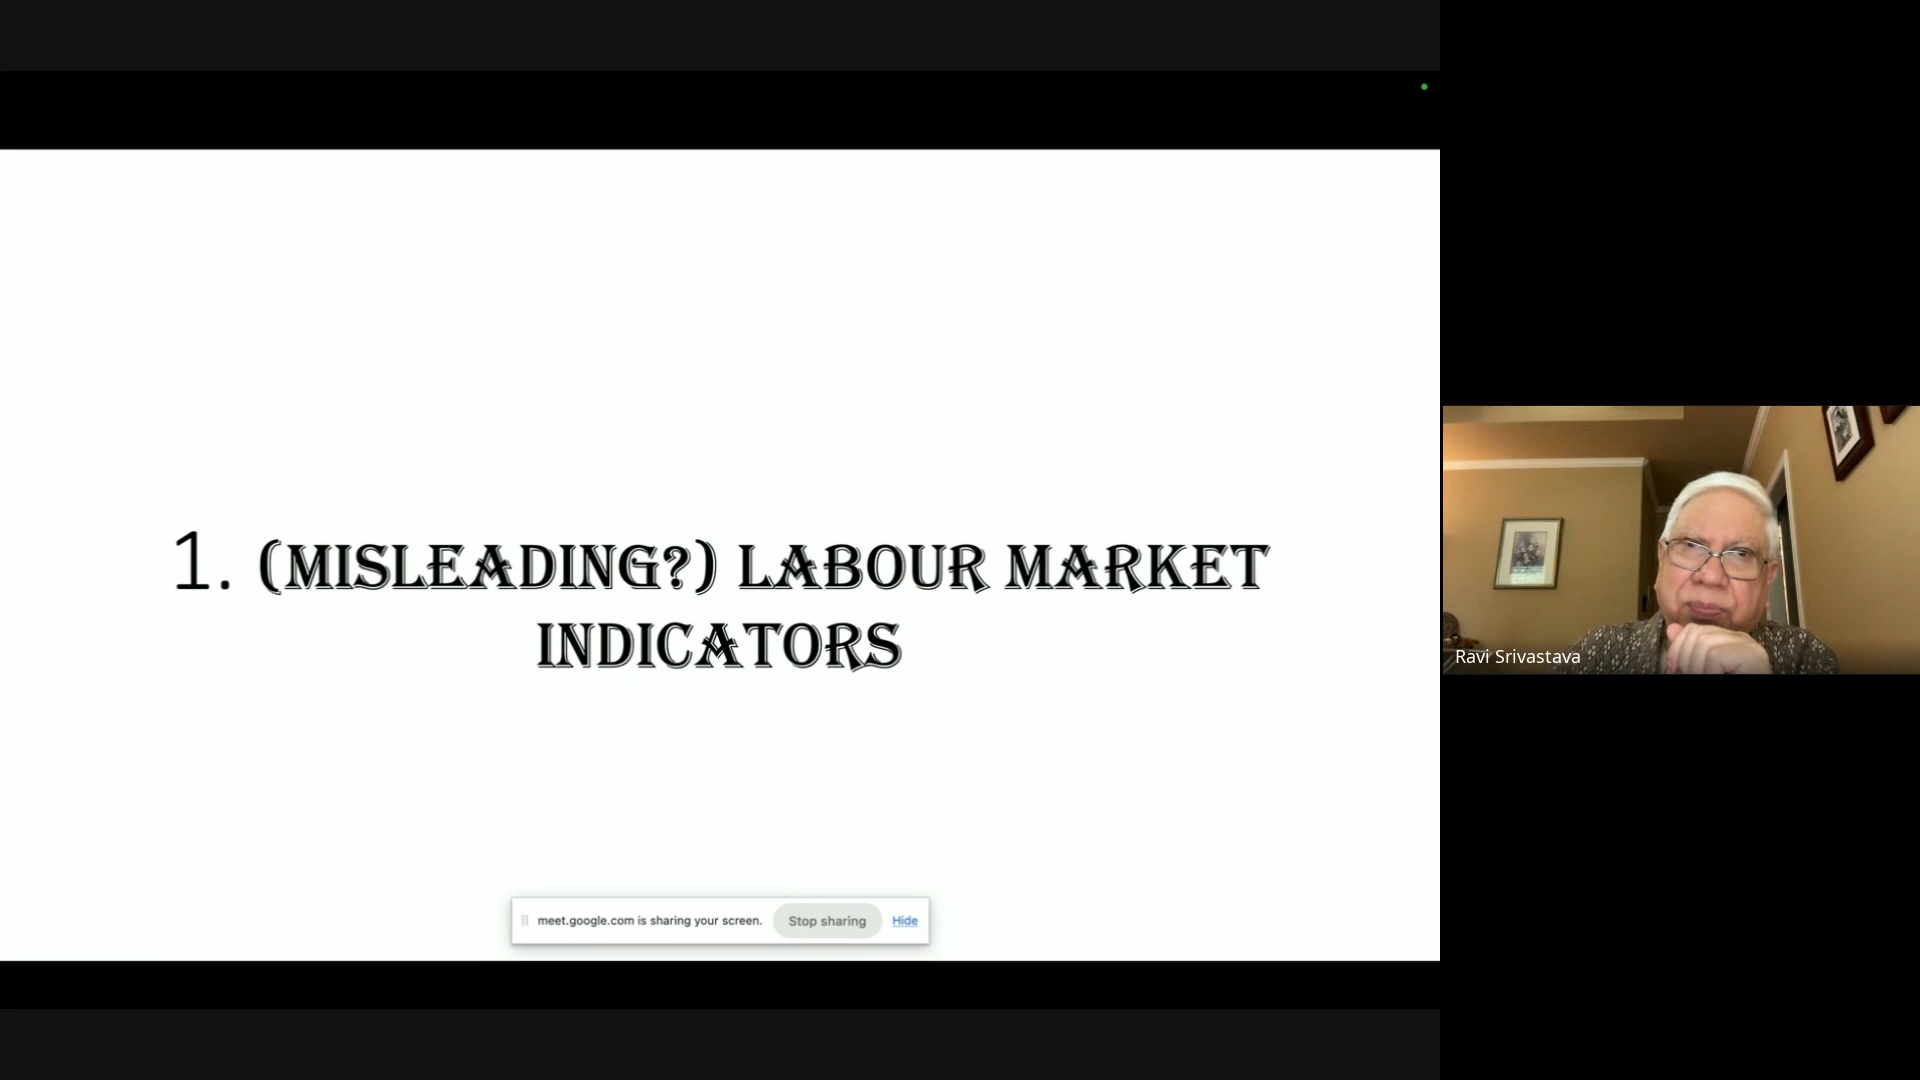 1. (MISLEADING?) LABOUR MARKET
INDICATORS
meet.google.com is sharing your screen. Stop sharing Hide
Ravi Srivastava